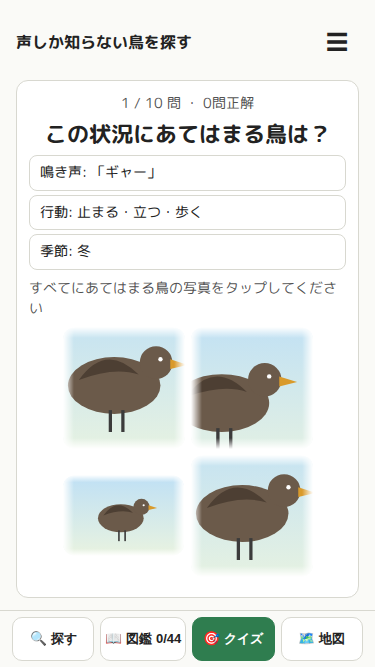 声しか知らない鳥を探す
1 / 10 問 · 0問正解
この状況にあてはまる鳥は？
鳴き声: 「ギャー」
行動: 止まる · 立つ · 歩く
季節: 冬
すべてにあてはまる鳥の写真をタップしてくださ
い
🔍 探す
📖 図鑑 0/44
🎯 クイズ
🗺️ 地図